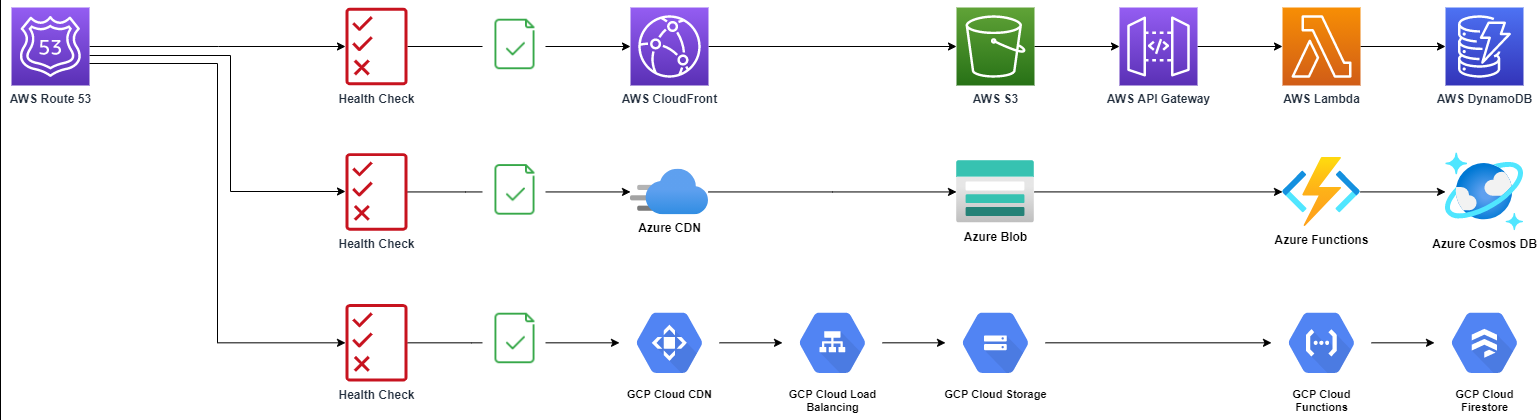 53
AWS Route 53
Health Check
AWS CloudFront
AWS S3
AWS API Gateway
AWS Lambda
AWS DynamoDB
Health Check
Azure CDN
Azure Blob
Azure Functions
Azure Cosmos DB
Health Check
GCP Cloud CDN
GCP Cloud Load
Balancing
GCP Cloud Storage
GCP Cloud
Functions
GCP Cloud
Firestore